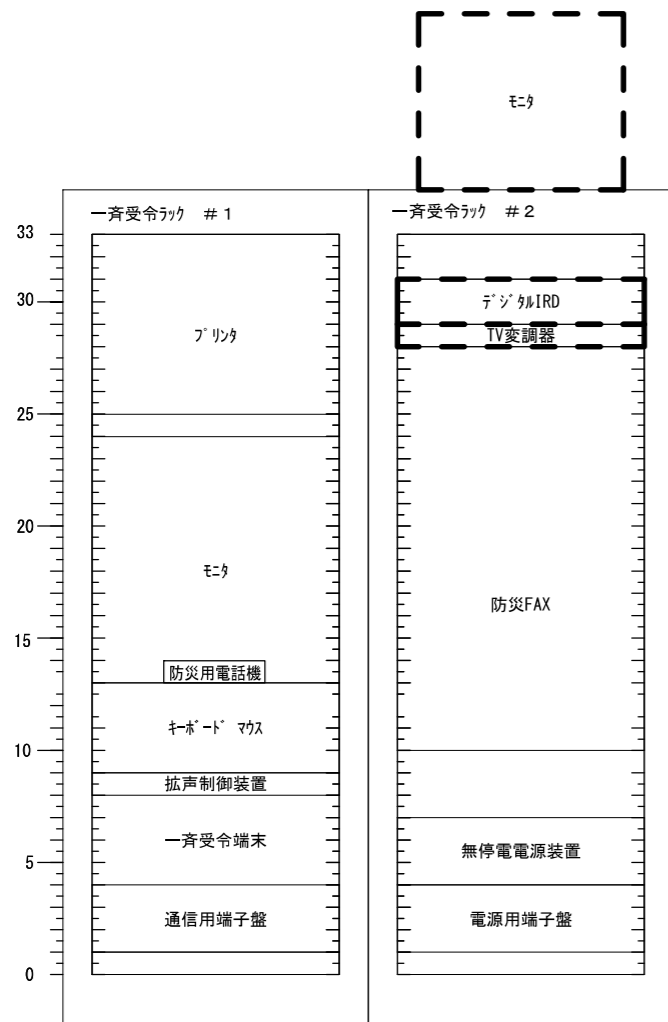 ﾓﾆﾀ
一斉受令ﾗｯｸ　＃１
一斉受令ﾗｯｸ　＃２
33
30
25
20
15
10
5
0
ﾌﾟﾘﾝﾀ
ﾓﾆﾀ
防災用電話機
ｷｰﾎﾞｰﾄﾞ ﾏｳｽ
拡声制御装置
一斉受令端末
通信用端子盤
ﾃﾞｼﾞﾀﾙIRD
TV変調器
防災FAX
無停電電源装置
電源用端子盤